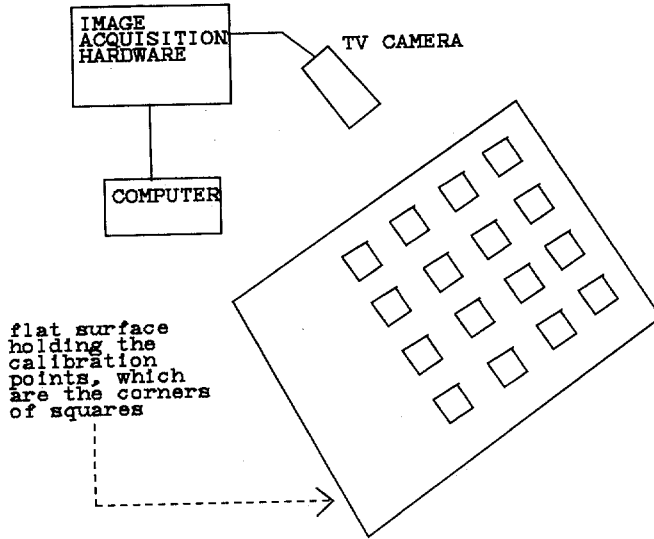 IMAGE
ACQUISITION
HARDWARE
TV CAMERA
COMPUTER
flat surface
holding the
calibration
points, which
are the corners
of squares